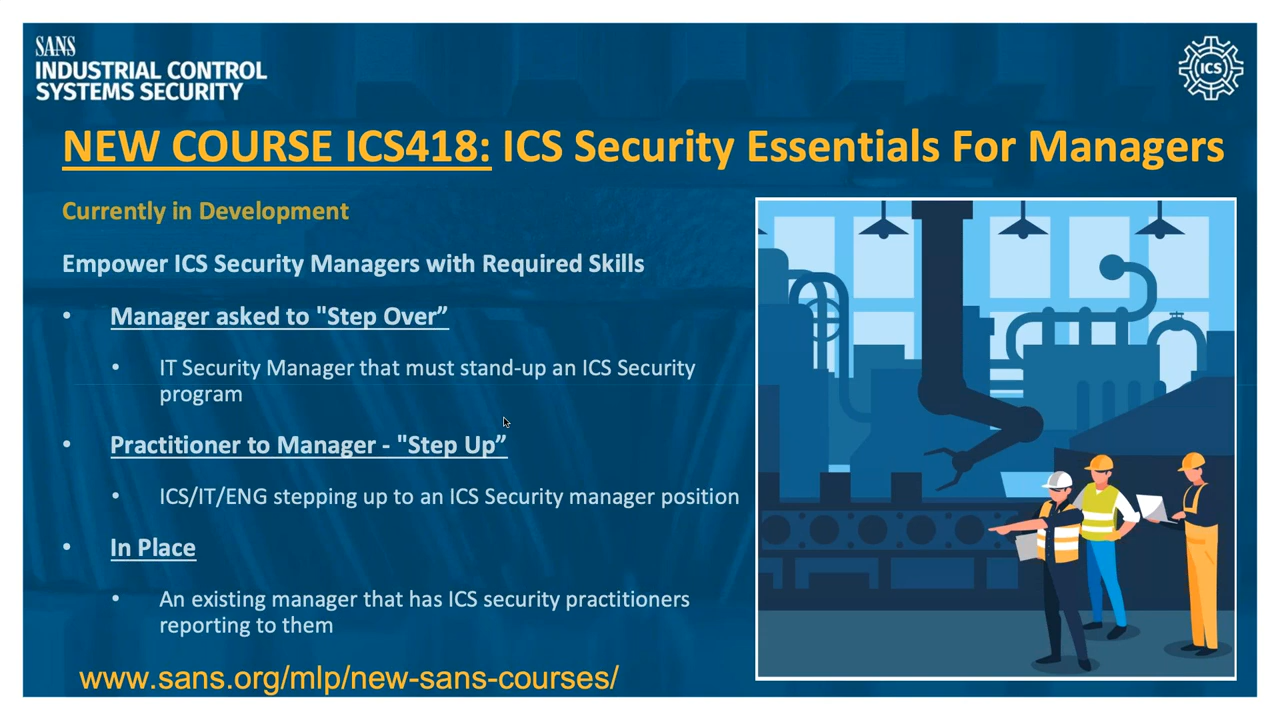 SANS
INDUSTRIAL CONTROL
SYSTEMS SECURITY
ICS
NEW COURSE ICS418: ICS Security Essentials For Managers
Currently in Development
Empower ICS Security Managers with Required Skills
• Manager asked to "Step Over”
• IT Security Manager that must stand-up an ICS Security
program
• Practitioner to Manager - "Step Up”
• ICS/IT/ENG stepping up to an ICS Security manager position
• In Place
• An existing manager that has ICS security practitioners
reporting to them
www.sans.org/mlp/new-sans-courses/